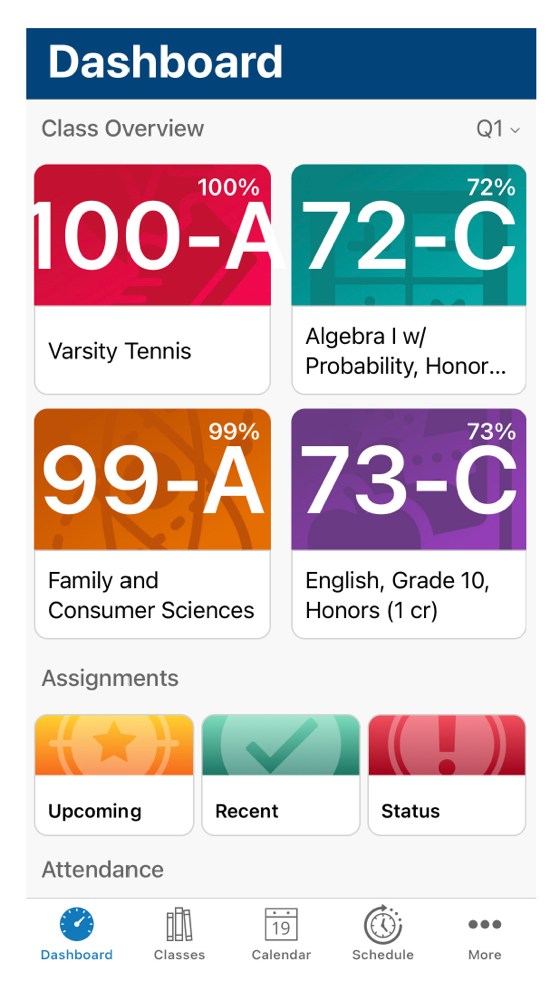 Dashboard
Class Overview
Q1
100%
100-A
Varsity Tennis
72%
72-C
Algebra I w/
Probability, Honor...
99%
99-A
Family and
Consumer Sciences
73%
73-C
English, Grade 10,
Honors (1 cr)
Assignments
Upcoming
Recent
Status
Attendance
19
Dashboard
Classes
Calendar
Schedule
More